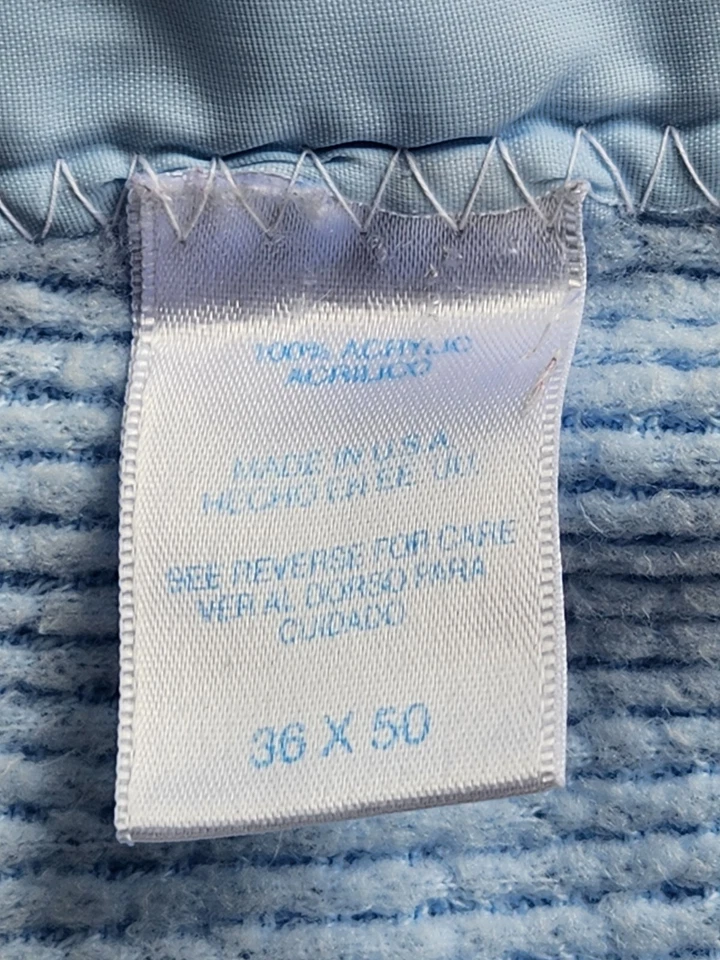 100% ACRYLIC
ACRILICO
MADE IN U.S.A.
HECHO EN EE UU
SEE REVERSE FOR CARE
VER AL DORSO PARA
CUIDADO
36 X 50